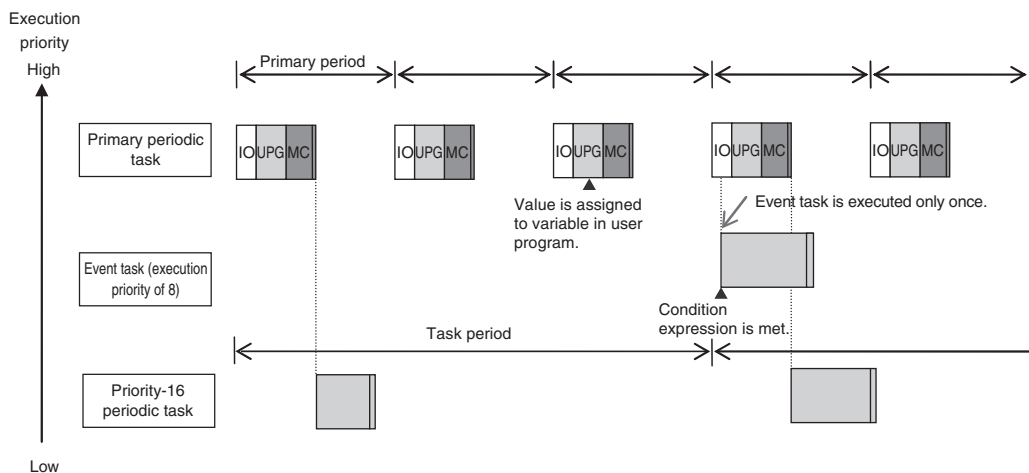 Execution
priority
High
Primary period
Primary periodic
task
IO UPG MC
IO UPG MC
IO UPG MC
IO UPG MC
IO UPG MC
Value is assigned
to variable in user
program.
Event task is executed only once.
Event task (execution
priority of 8)
Condition
expression is met.
Task period
Priority-16
periodic task
Low